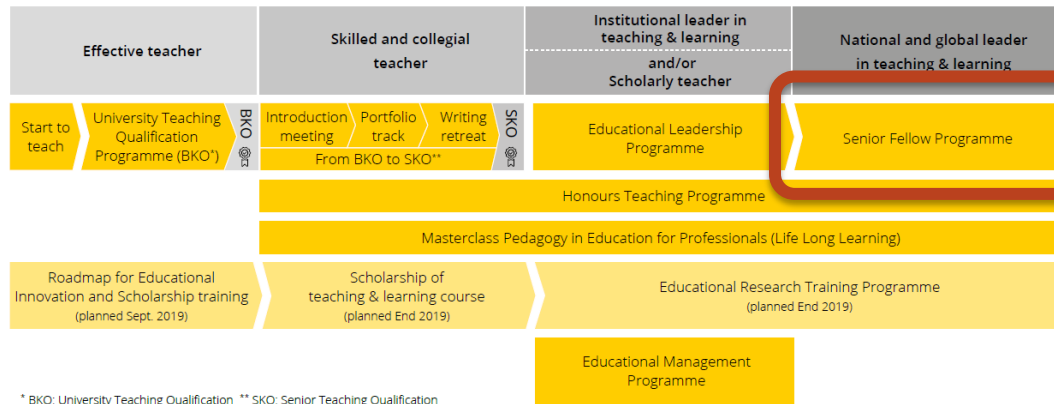 Effective teacher
Skilled and collegial
teacher
Institutional leader in
teaching & learning
and/or
Scholarly teacher
National and global leader
in teaching & learning
Start to
teach
University Teaching
Qualification
Programme (BKO*)
BKO
Introduction
meeting
Portfolio
track
Writing
retreat
From BKO to SKO**
SKO
Educational Leadership
Programme
Senior Fellow Programme
Honours Teaching Programme
Masterclass Pedagogy in Education for Professionals (Life Long Learning)
Roadmap for Educational
Innovation and Scholarship training
(planned Sept. 2019)
Scholarship of
teaching & learning course
(planned End 2019)
Educational Research Training Programme
(planned End 2019)
Educational Management
Programme
* BKO: University Teaching Qualification ** SKO: Senior Teaching Qualification